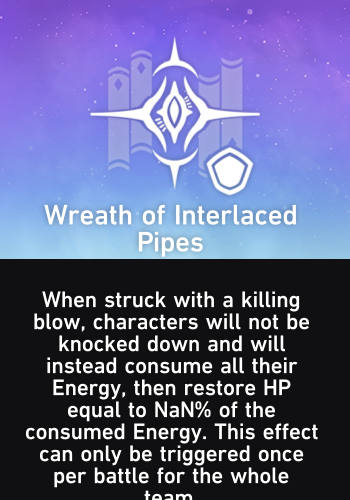 Wreath of Interlaced
Pipes
When struck with a killing
blow, characters will not be
knocked down and will
instead consume all their
Energy, then restore HP
equal to NaN% of the
consumed Energy. This effect
can only be triggered once
per battle for the whole
team